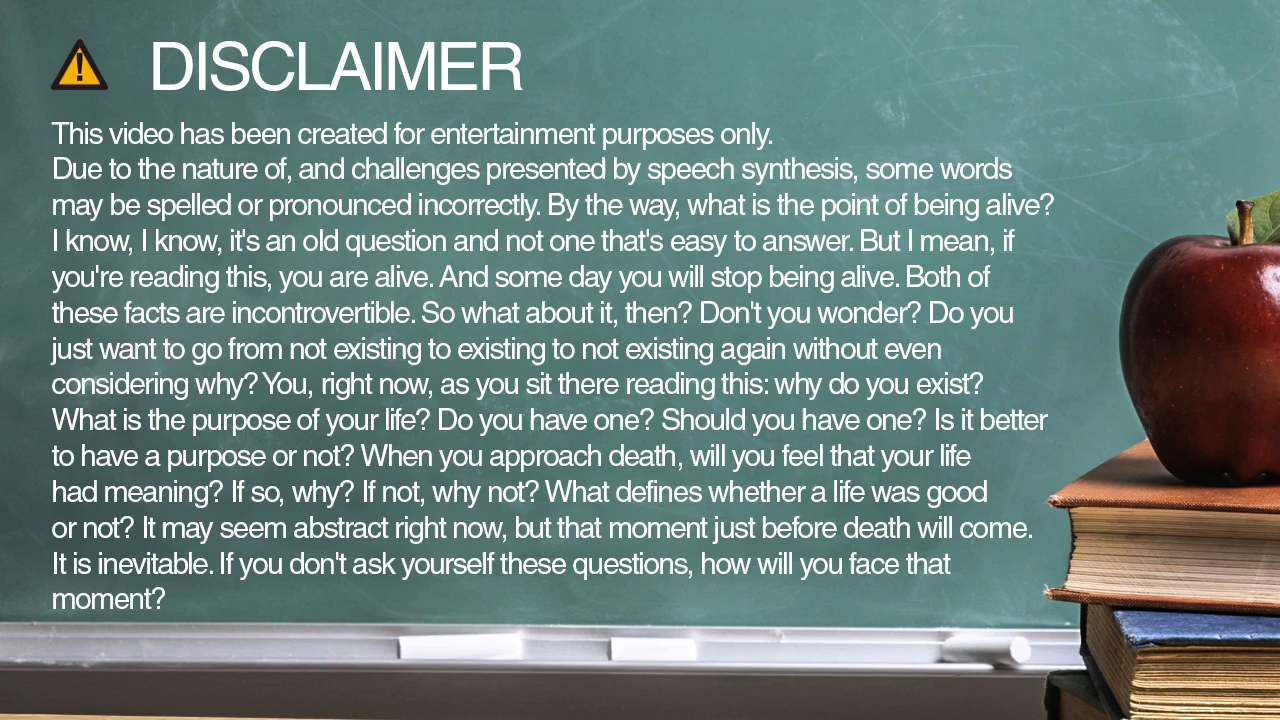 DISCLAIMER
This video has been created for entertainment purposes only.
Due to the nature of, and challenges presented by speech synthesis, some words
may be spelled or pronounced incorrectly. By the way, what is the point of being alive?
I know, I know, it's an old question and not one that's easy to answer. But I mean, if
you're reading this, you are alive. And some day you will stop being alive. Both of
these facts are incontrovertible. So what about it, then? Don't you wonder? Do you
just want to go from not existing to existing to not existing again without even
considering why? You, right now, as you sit there reading this: why do you exist?
What is the purpose of your life? Do you have one? Should you have one? Is it better
to have a purpose or not? When you approach death, will you feel that your life
had meaning? If so, why? If not, why not? What defines whether a life was good
or not? It may seem abstract right now, but that moment just before death will come.
It is inevitable. If you don't ask yourself these questions, how will you face that
moment?